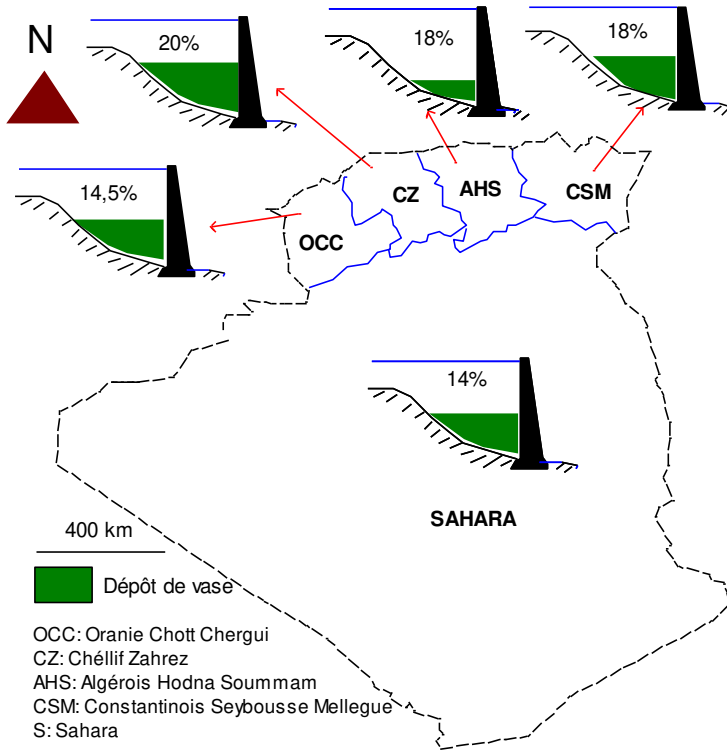 N
20%
18%
18%
14,5%
CZ
AHS
CSM
OCC
14%
SAHARA
400 km
Dépôt de vase
OCC: Oranie Chott Chergui
CZ: Chéllif Zahrez
AHS: Algérois Hodna Soummam
CSM: Constantinois Seybousse Mellegue
S: Sahara